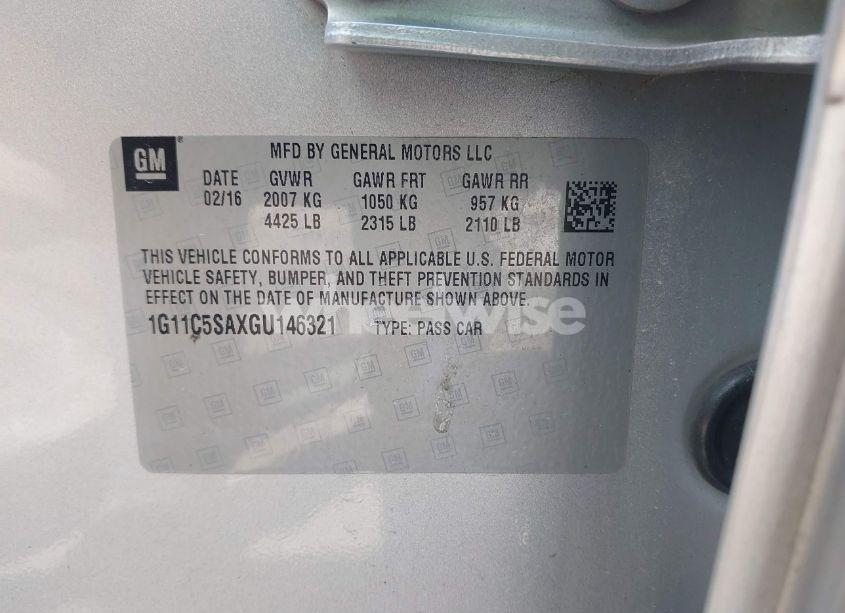 GM
MFD BY GENERAL MOTORS LLC
DATE GVWR GAWR FRT GAWR RR
02/16 2007 KG 1050 KG 957 KG
4425 LB 2315 LB 2110 LB
THIS VEHICLE CONFORMS TO ALL APPLICABLE U.S. FEDERAL MOTOR
VEHICLE SAFETY, BUMPER, AND THEFT PREVENTION STANDARDS IN
EFFECT ON THE DATE OF MANUFACTURE SHOWN ABOVE.
1G11C5SAXGU146321 TYPE: PASS CAR
wheelwise